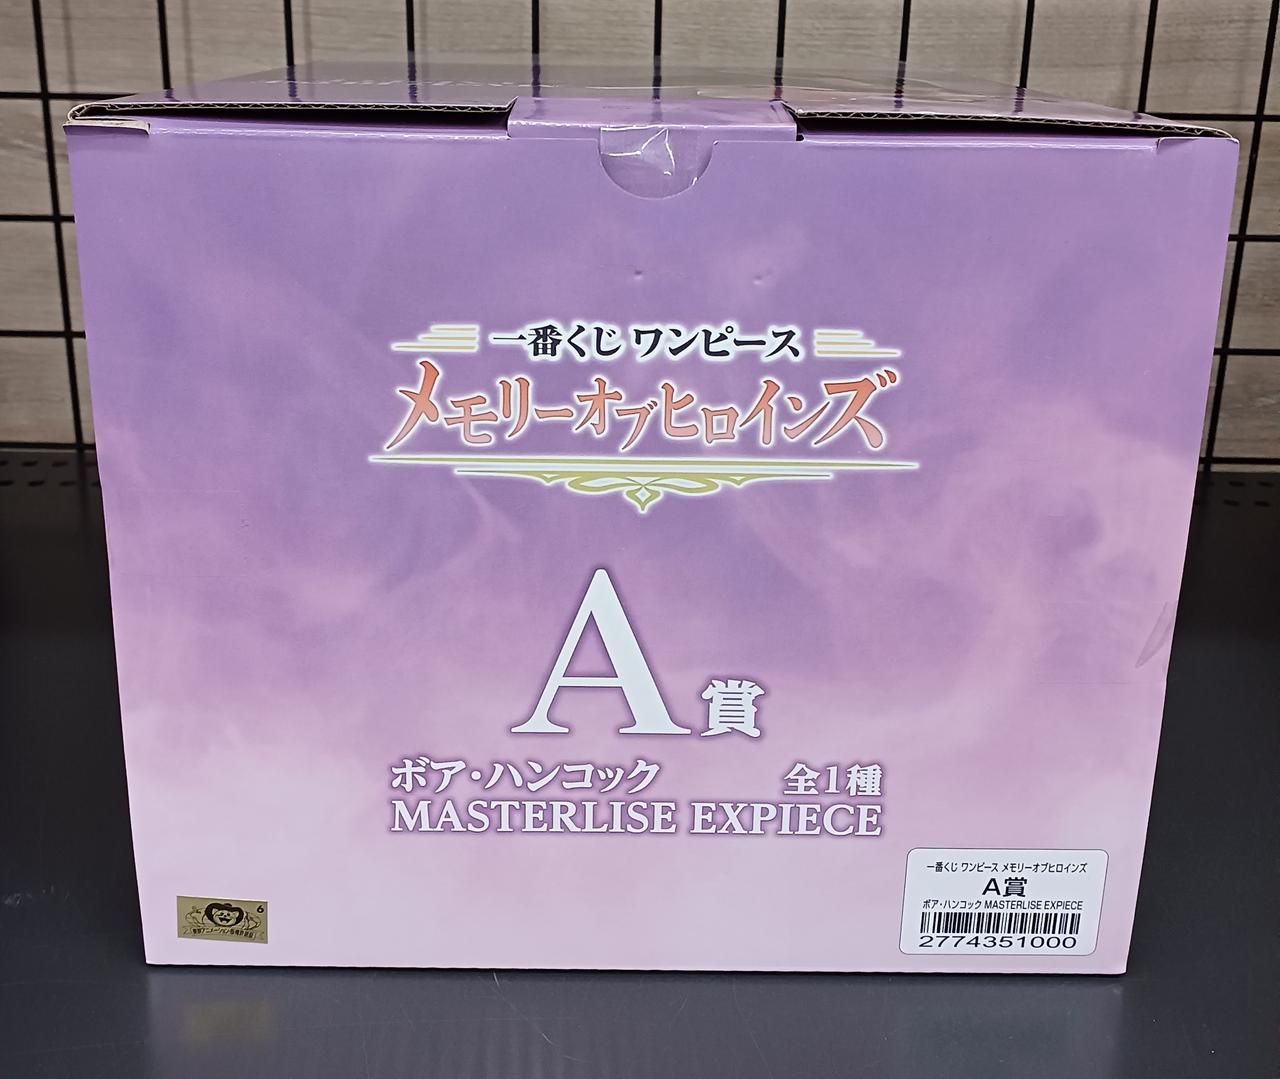 一番くじ ワンピース
メモリーオブヒロインズ
A賞
ボア・ハンコック 全1種
MASTERLISE EXPIECE
6
一番くじ ワンピース メモリーオブヒロインズ
A賞
ボア・ハンコック MASTERLISE EXPIECE
2774351000